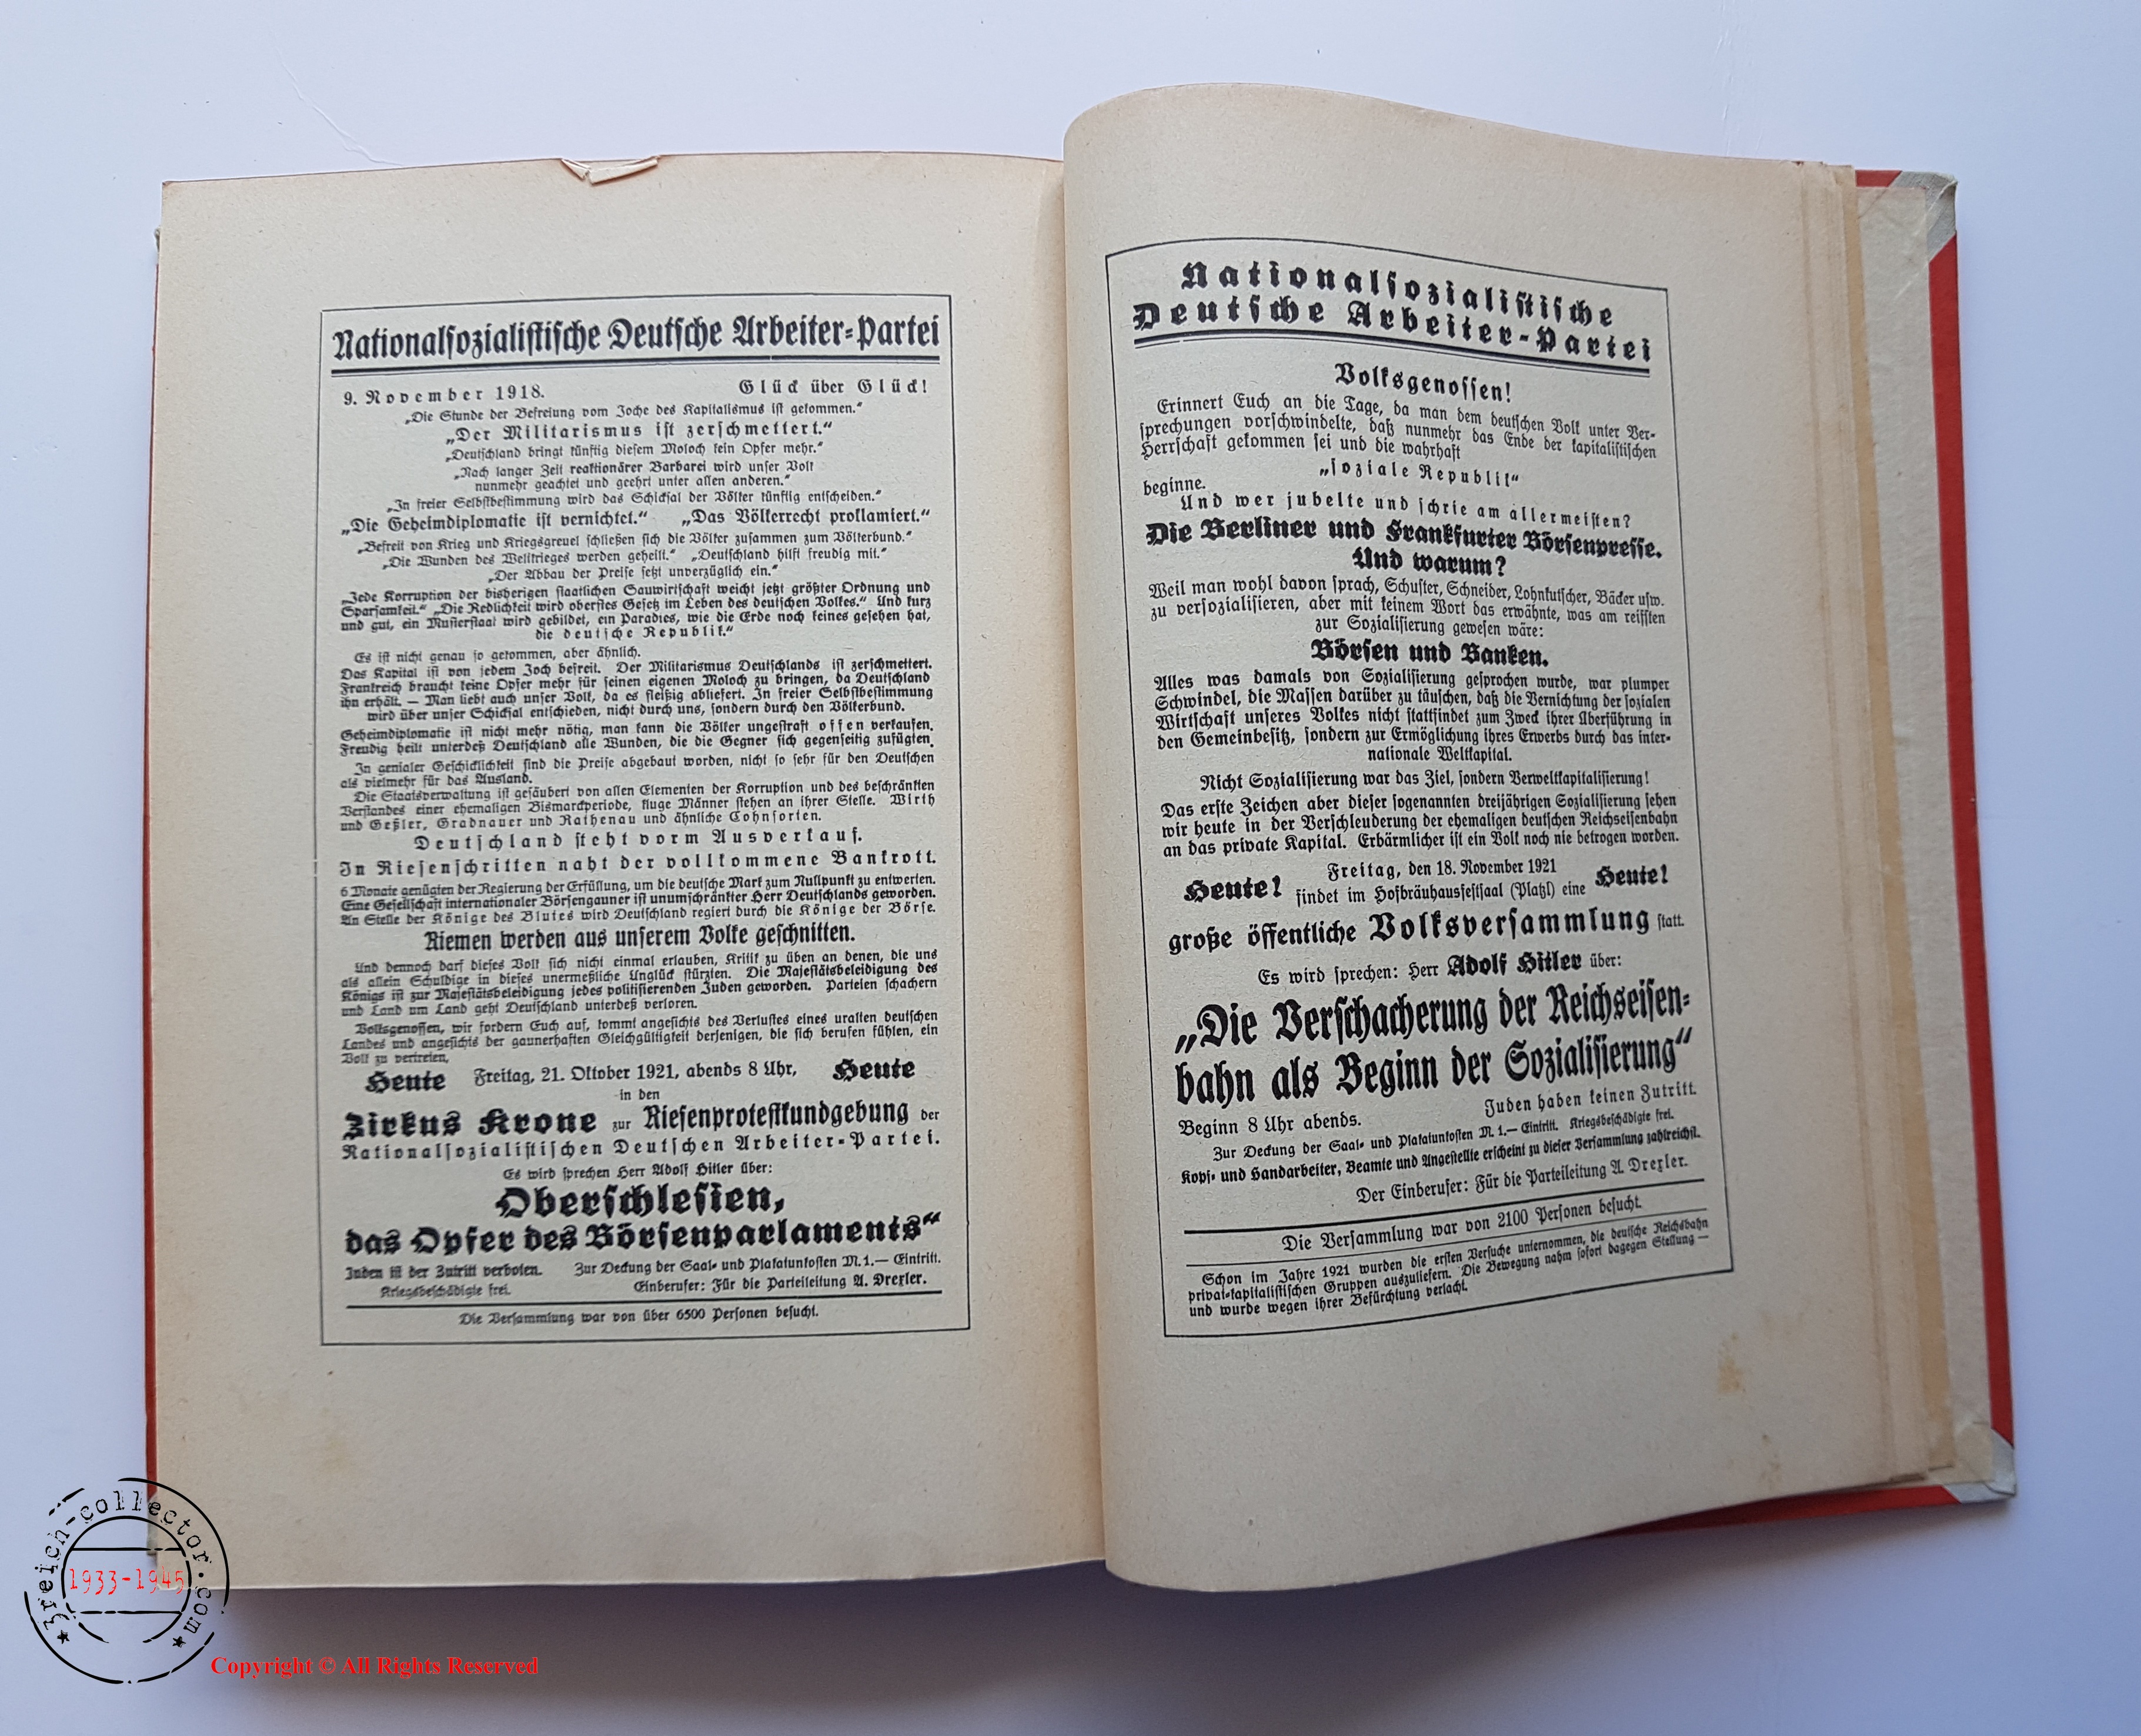 Nationalsozialistische Deutsche Arbeiter-Partei
9. November 1918. Glück über Glück!
„Die Stunde der Befreiung vom Joche des Kapitalismus ist gekommen.“
„Der Militarismus ist zerschmettert.“
„Deutschland bringt künftig diesem Moloch kein Opfer mehr.“
„Nach langer Zeit reaktionärer Barbarei wird unser Volk
nunmehr geachtet und geehrt unter allen anderen.“
„In freier Selbstbestimmung wird das Schicksal der Völker künftig entscheiden.“
„Die Geheimdiplomatie ist vernichtet.“ „Das Völkerrecht proklamiert.“
„Befreit von Krieg und Kriegsgreuel schließen sich die Völker zusammen zum Völkerbund.“
„Die Wunden des Weltkrieges werden geheilt.“ „Deutschland hilft freudig mit.“
„Der Abbau der Preise setzt unverzüglich ein.“
„Jede Korruption der bisherigen staatlichen Sauwirtschaft weicht jetzt größter Ordnung und
Sparsamkeit.“ „Die Redlichkeit wird oberstes Gesetz im Leben des deutschen Volkes.“ Und kurz
und gut, ein Musterstaat wird gebildet, ein Paradies, wie die Erde noch keines gesehen hat,
die deutsche Republik.“
Es ist nicht genau so gekommen, aber ähnlich.
Das Kapital ist von jedem Joch befreit. Der Militarismus Deutschlands ist zerschmettert.
Frankreich braucht keine Opfer mehr für seinen eigenen Moloch zu bringen, da Deutschland
ihn erhält. — Man liebt auch unser Volk, da es fleißig abliefert. In freier Selbstbestimmung
wird über unser Schicksal entschieden, nicht durch uns, sondern durch den Völkerbund.
Geheimdiplomatie ist nicht mehr nötig, man kann die Völker ungestraft offen verkaufen.
Freudig heilt unterdeß Deutschland alle Wunden, die die Gegner sich gegenseitig zufügten.
In genialer Geschicklichkeit sind die Preise abgebaut worden, nicht so sehr für den Deutschen
als vielmehr für das Ausland.
Die Staatsverwaltung ist gesäubert von allen Elementen der Korruption und des beschränkten
Verstandes einer ehemaligen Bismarckperiode, kluge Männer stehen an ihrer Stelle. Wirth
und Geßler, Gradnauer und Rathenau und ähnliche Cohnsorten.
Deutschland steht vorm Ausverkauf.
In Riesenschritten naht der vollkommene Bankrott.
6 Monate genügten der Regierung der Erfüllung, um die deutsche Mark zum Nullpunkt zu entwerten.
Eine Gesellschaft internationaler Börsengauner ist unumschränkter Herr Deutschlands geworden.
An Stelle der Könige des Blutes wird Deutschland regiert durch die Könige der Börse.
Riemen werden aus unserem Volke geschnitten.
Und dennoch darf dieses Volk sich nicht einmal erlauben, Kritik zu üben an denen, die uns
als allein Schuldige in dieses unermeßliche Unglück stürzten. Die Majestätsbeleidigung des
Königs ist zur Majestätsbeleidigung jedes politisierenden Juden geworden. Parteien schachern
und Land um Land geht Deutschland unterdeß verloren.
Volksgenossen, wir fordern Euch auf, kommt angesichts des Verlustes eines uralten deutschen
Landes und angesichts der gaunerhaften Gleichgültigkeit derjenigen, die sich berufen fühlen, ein
Volk zu vertreten,
Heute Freitag, 21. Oktober 1921, abends 8 Uhr, Heute
in den
Zirkus Krone zur Riesenprotestkundgebung der
Nationalsozialistischen Deutschen Arbeiter-Partei.
Es wird sprechen Herr Adolf Hitler über:
Oberschlesien,
das Opfer des Börsenparlaments“
Juden ist der Zutritt verboten. Zur Deckung der Saal- und Plakatunkosten M. 1.— Eintritt.
Kriegsbeschädigte frei. Einberufer: Für die Parteileitung A. Drexler.
Die Versammlung war von über 6500 Personen besucht.
Nationalsozialistische
Deutsche Arbeiter-Partei
Volksgenossen!
Erinnert Euch an die Tage, da man dem deutschen Volk unter Ver-
sprechungen vorschwindelte, daß nunmehr das Ende der kapitalistischen
Herrschaft gekommen sei und die wahrhaft
„soziale Republik“
beginne.
Und wer jubelte und schrie am allermeisten?
Die Berliner und Frankfurter Börsenpresse.
Und warum?
Weil man wohl davon sprach, Schuster, Schneider, Lohnkutscher, Bäcker usw.
zu versozialisieren, aber mit keinem Wort das erwähnte, was am reifsten
zur Sozialisierung gewesen wäre:
Börsen und Banken.
Alles was damals von Sozialisierung gesprochen wurde, war plumper
Schwindel, die Massen darüber zu täuschen, daß die Vernichtung der sozialen
Wirtschaft unseres Volkes nicht stattfindet zum Zweck ihrer Überführung in
den Gemeinbesitz, sondern zur Ermöglichung ihres Erwerbs durch das inter-
nationale Weltkapital.
Nicht Sozialisierung war das Ziel, sondern Verweltkapitalisierung!
Das erste Zeichen aber dieser sogenannten dreijährigen Sozialisierung sehen
wir heute in der Verschleuderung der ehemaligen deutschen Reichseisenbahn
an das private Kapital. Erbärmlicher ist ein Volk noch nie betrogen worden.
Freitag, den 18. November 1921
Heute! findet im Hofbräuhausfestsaal (Platzl) eine Heute!
große öffentliche Volksversammlung statt.
Es wird sprechen: Herr Adolf Hitler über:
„Die Verschacherung der Reichseisen-
bahn als Beginn der Sozialisierung“
Beginn 8 Uhr abends. Juden haben keinen Zutritt.
Zur Deckung der Saal- und Plakatunkosten M. 1.— Eintritt. Kriegsbeschädigte frei.
Kopf- und Handarbeiter, Beamte und Angestellte erscheint zu dieser Versammlung zahlreichst.
Der Einberufer: Für die Parteileitung A. Drexler.
Die Versammlung war von 2100 Personen besucht.
Schon im Jahre 1921 wurden die ersten Versuche unternommen, die deutsche Reichsbahn
privat-kapitalistischen Gruppen auszuliefern. Die Bewegung nahm sofort dagegen Stellung —
und wurde wegen ihrer Befürchtung verlacht.
3reich-collector.com
1933-1945
Copyright © All Rights Reserved